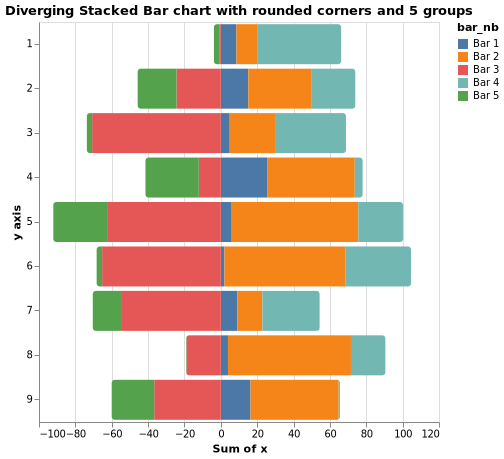 Diverging Stacked Bar chart with rounded corners and 5 groups
bar_nb
Bar 1
Bar 2
Bar 3
Bar 4
Bar 5
y axis
1
2
3
4
5
6
7
8
9
−100 −80 −60 −40 −20 0 20 40 60 80 100 120
Sum of x